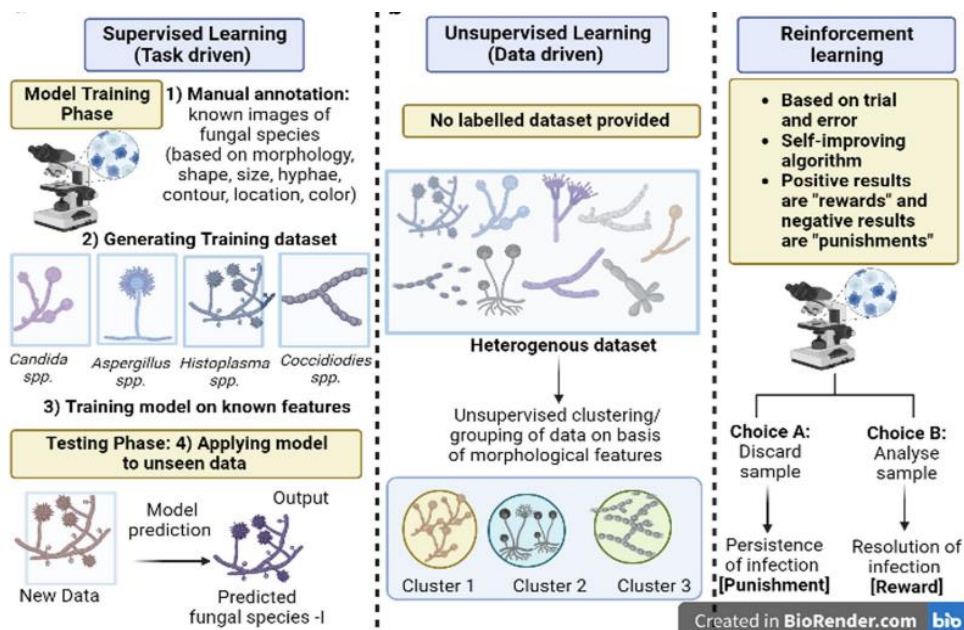 Supervised Learning
(Task driven)
Model Training
Phase
1) Manual annotation:
known images of
fungal species
(based on morphology,
shape, size, hyphae,
contour, location, color)
2) Generating Training dataset
Candida
spp.
Aspergillus
spp.
Histoplasma
spp.
Coccidiodies
spp.
3) Training model on known features
Testing Phase: 4) Applying model
to unseen data
New Data
Model
prediction
Output
Predicted
fungal species -I
Unsupervised Learning
(Data driven)
No labelled dataset provided
Heterogenous dataset
Unsupervised clustering/
grouping of data on basis
of morphological features
Cluster 1
Cluster 2
Cluster 3
Reinforcement
learning
• Based on trial
and error
• Self-improving
algorithm
• Positive results
are "rewards" and
negative results
are "punishments"
Choice A:
Discard
sample
Persistence
of infection
[Punishment]
Choice B:
Analyse
sample
Resolution of
infection
[Reward]
Created in BioRender.com bio